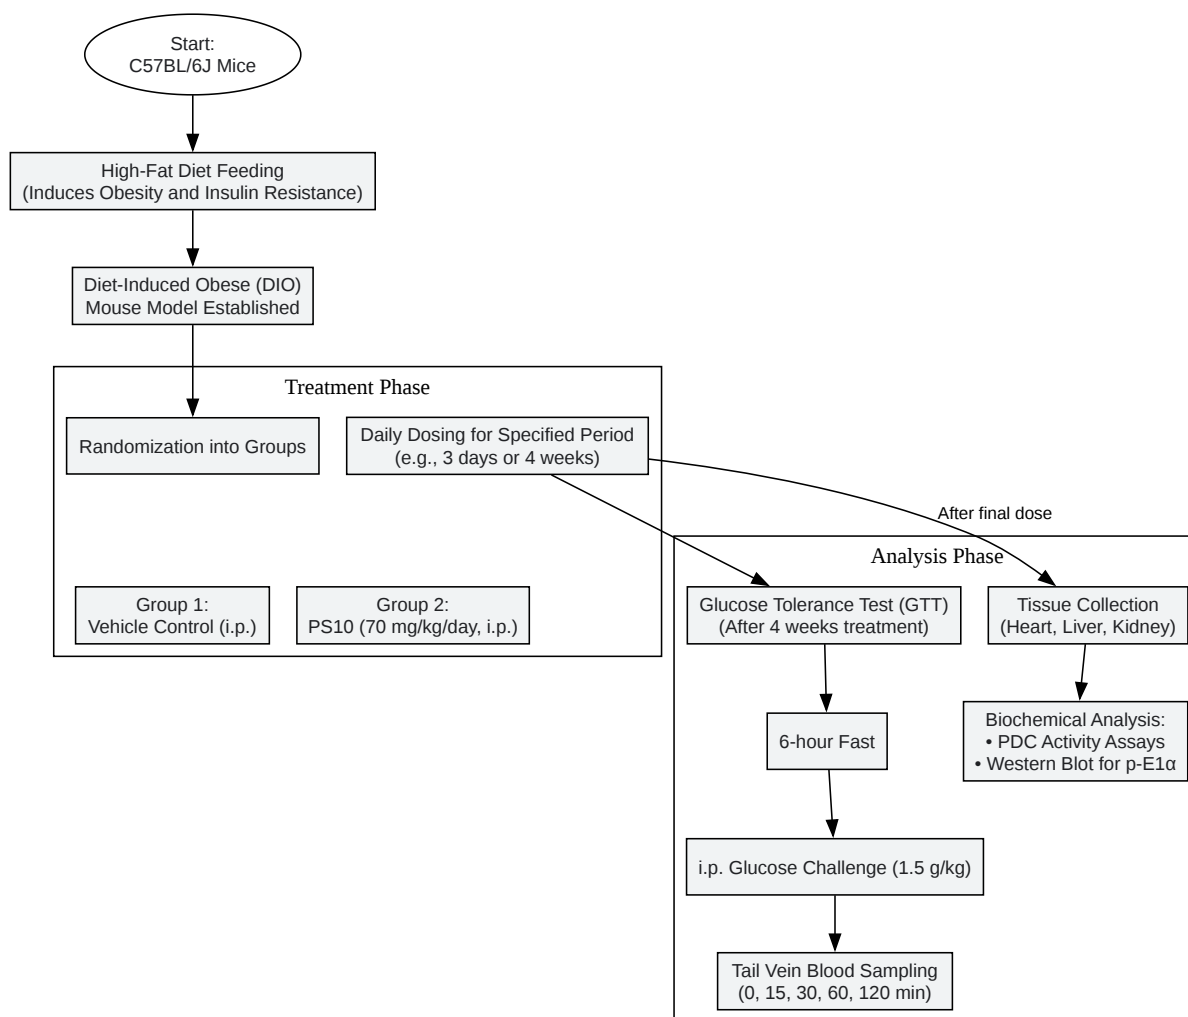 Start:
C57BL/6J Mice
High-Fat Diet Feeding
(Induces Obesity and Insulin Resistance)
Diet-Induced Obese (DIO)
Mouse Model Established
Treatment Phase
Randomization into Groups
Daily Dosing for Specified Period
(e.g., 3 days or 4 weeks)
Group 1:
Vehicle Control (i.p.)
Group 2:
PS10 (70 mg/kg/day, i.p.)
After final dose
Analysis Phase
Glucose Tolerance Test (GTT)
(After 4 weeks treatment)
Tissue Collection
(Heart, Liver, Kidney)
6-hour Fast
Biochemical Analysis:
• PDC Activity Assays
• Western Blot for p-E1α
i.p. Glucose Challenge (1.5 g/kg)
Tail Vein Blood Sampling
(0, 15, 30, 60, 120 min)